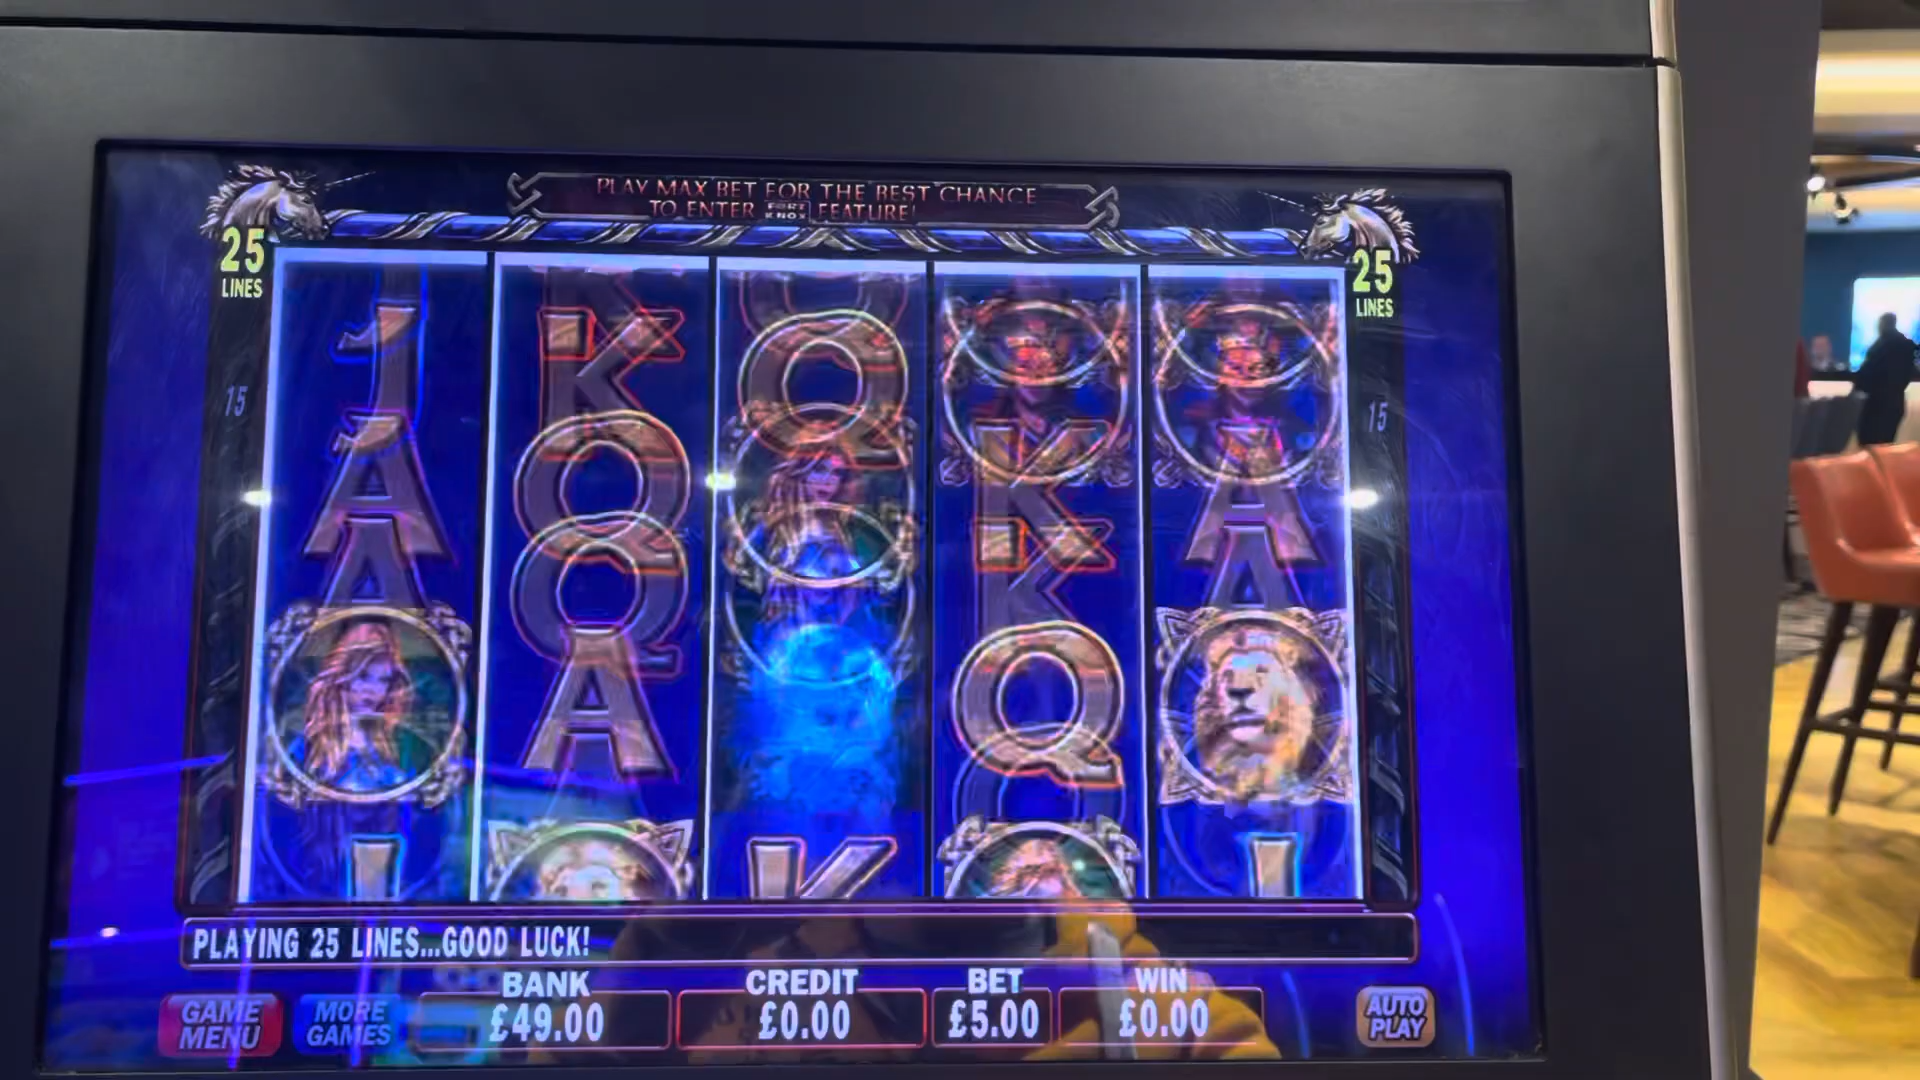 PLAY MAX BET FOR THE BEST CHANCE
TO ENTER FORT KNOX FEATURE!
25 LINES
25 LINES
15
15
J K Q
A Q K A
Q
A Q
J K J
PLAYING 25 LINES...GOOD LUCK!
BANK CREDIT BET WIN
GAME MENU
MORE GAMES
£49.00 £0.00 £5.00 £0.00
AUTO PLAY